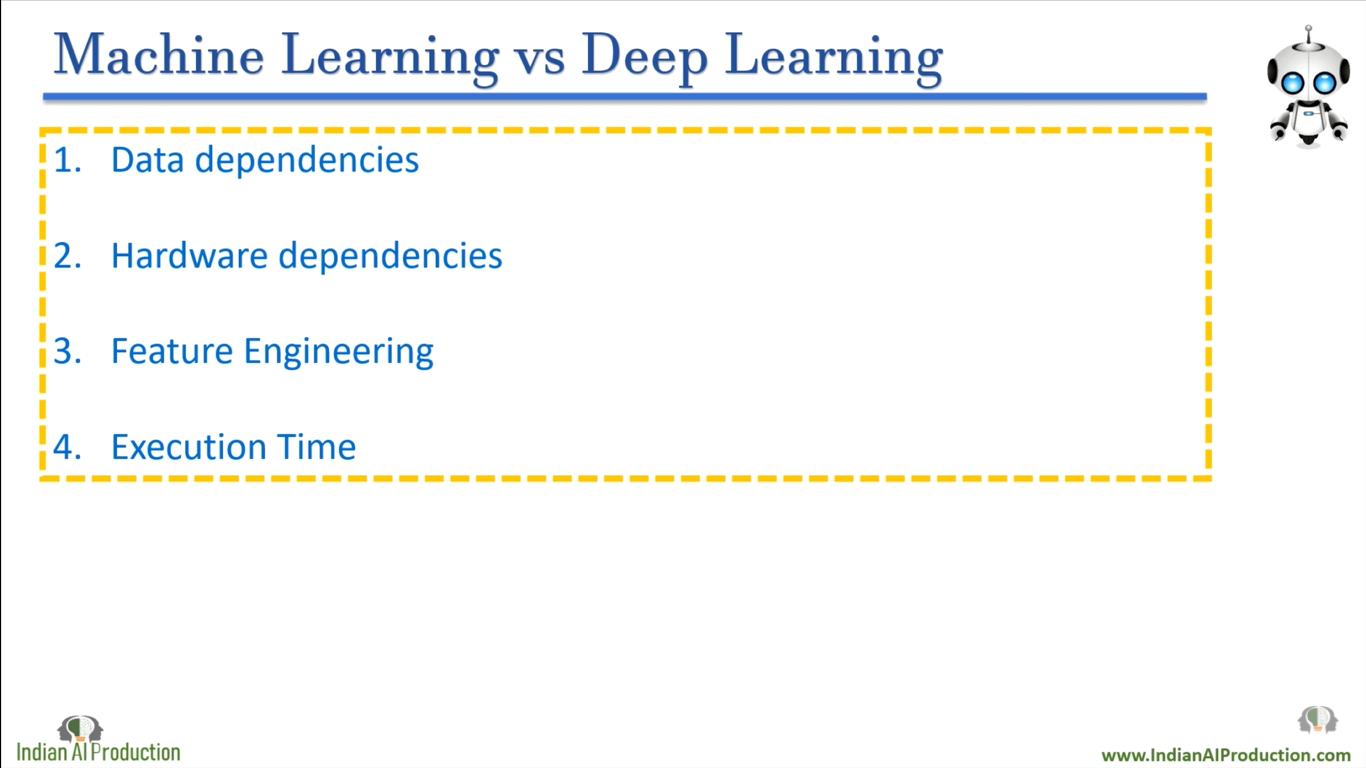 Machine Learning vs Deep Learning
1. Data dependencies
2. Hardware dependencies
3. Feature Engineering
4. Execution Time
Indian AI Production
www.IndianAIProduction.com